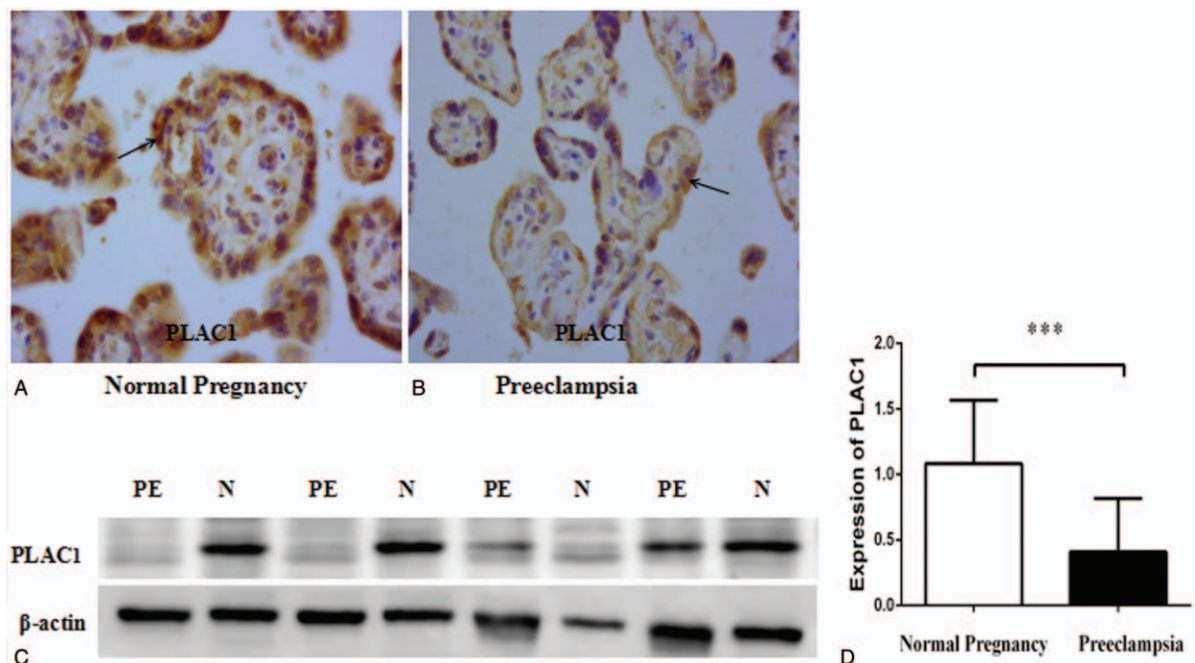 PLAC1
PLAC1
A
Normal Pregnancy
B
Preeclampsia
PE N PE N PE N PE N
PLAC1
β-actin
C
***
2.0
1.5
1.0
0.5
0.0
Expression of PLAC1
Normal Pregnancy
Preeclampsia
D